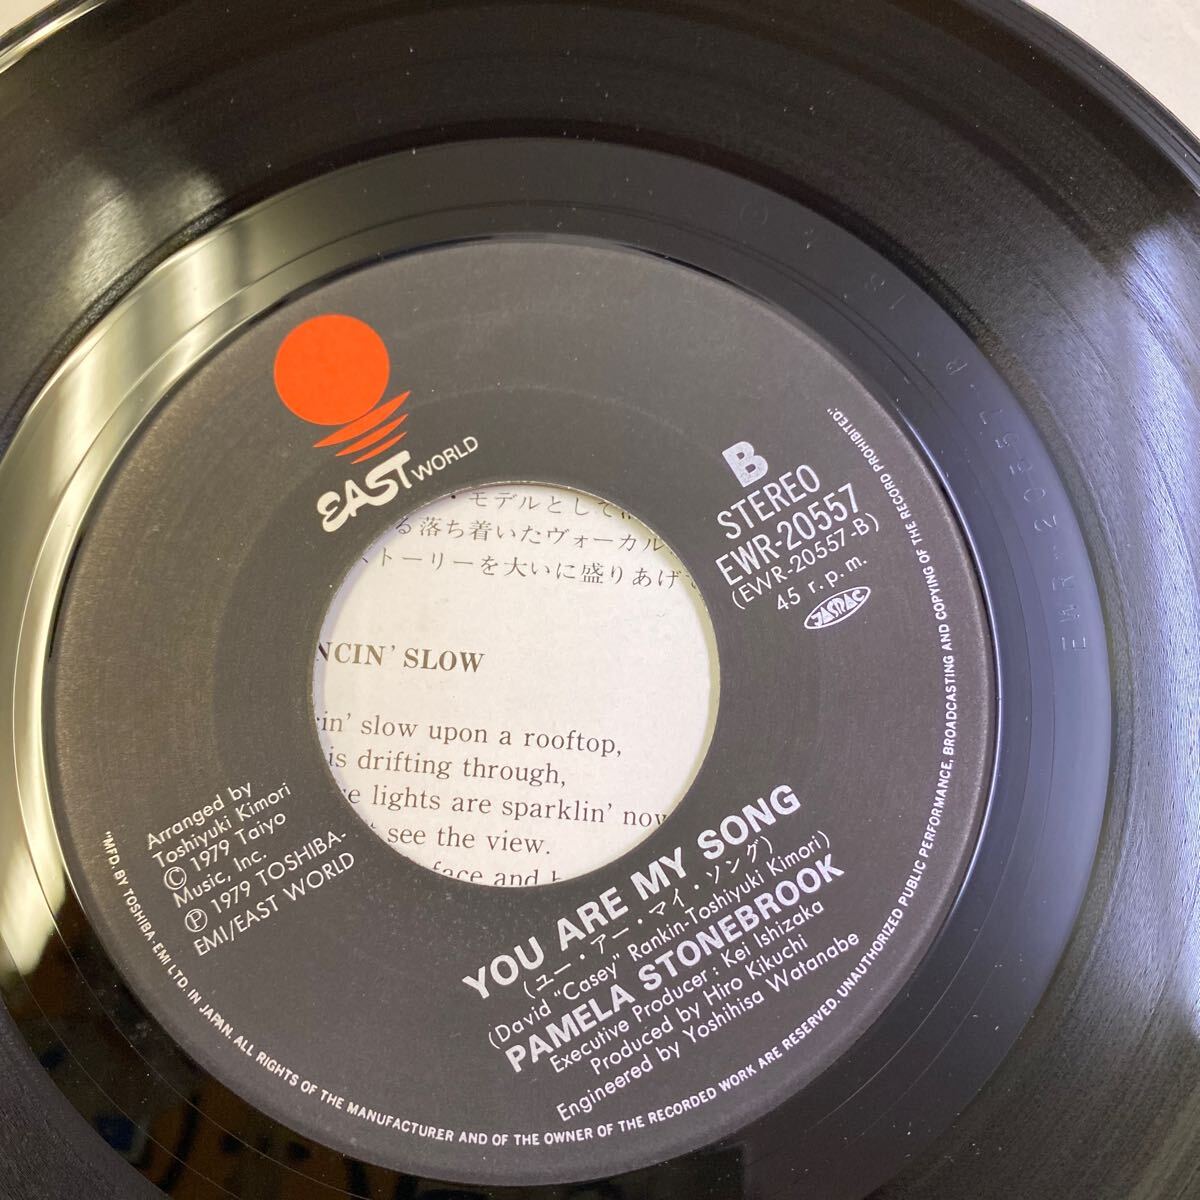 EAST WORLD
B
STEREO
EWR-20557
(EWR-20557-B)
45 r.p.m.
JASRAC
Arranged by
Toshiyuki Kimori
© 1979 Taiyo
Music, Inc.
℗ 1979 TOSHIBA-
EMI/EAST WORLD
YOU ARE MY SONG
(ユー・アー・マイ・ソング)
(David "Casey" Rankin-Toshiyuki Kimori)
PAMELA STONEBROOK
Executive Producer: Kei Ishizaka
Produced by Hiro Kikuchi
Engineered by Yoshihisa Watanabe
"MFD. BY TOSHIBA-EMI LTD. IN JAPAN. ALL RIGHTS OF THE MANUFACTURER AND OF THE OWNER OF THE RECORDED WORK ARE RESERVED. UNAUTHORIZED PUBLIC PERFORMANCE, BROADCASTING AND COPYING OF THE RECORD PROHIBITED."
・モデルとして
る落ち着いたヴォーカル
ストーリーを大いに盛りあげて
NCIN' SLOW
in' slow upon a rooftop,
is drifting through,
lights are sparklin' now
see the view.
face and
EWR-20557-B